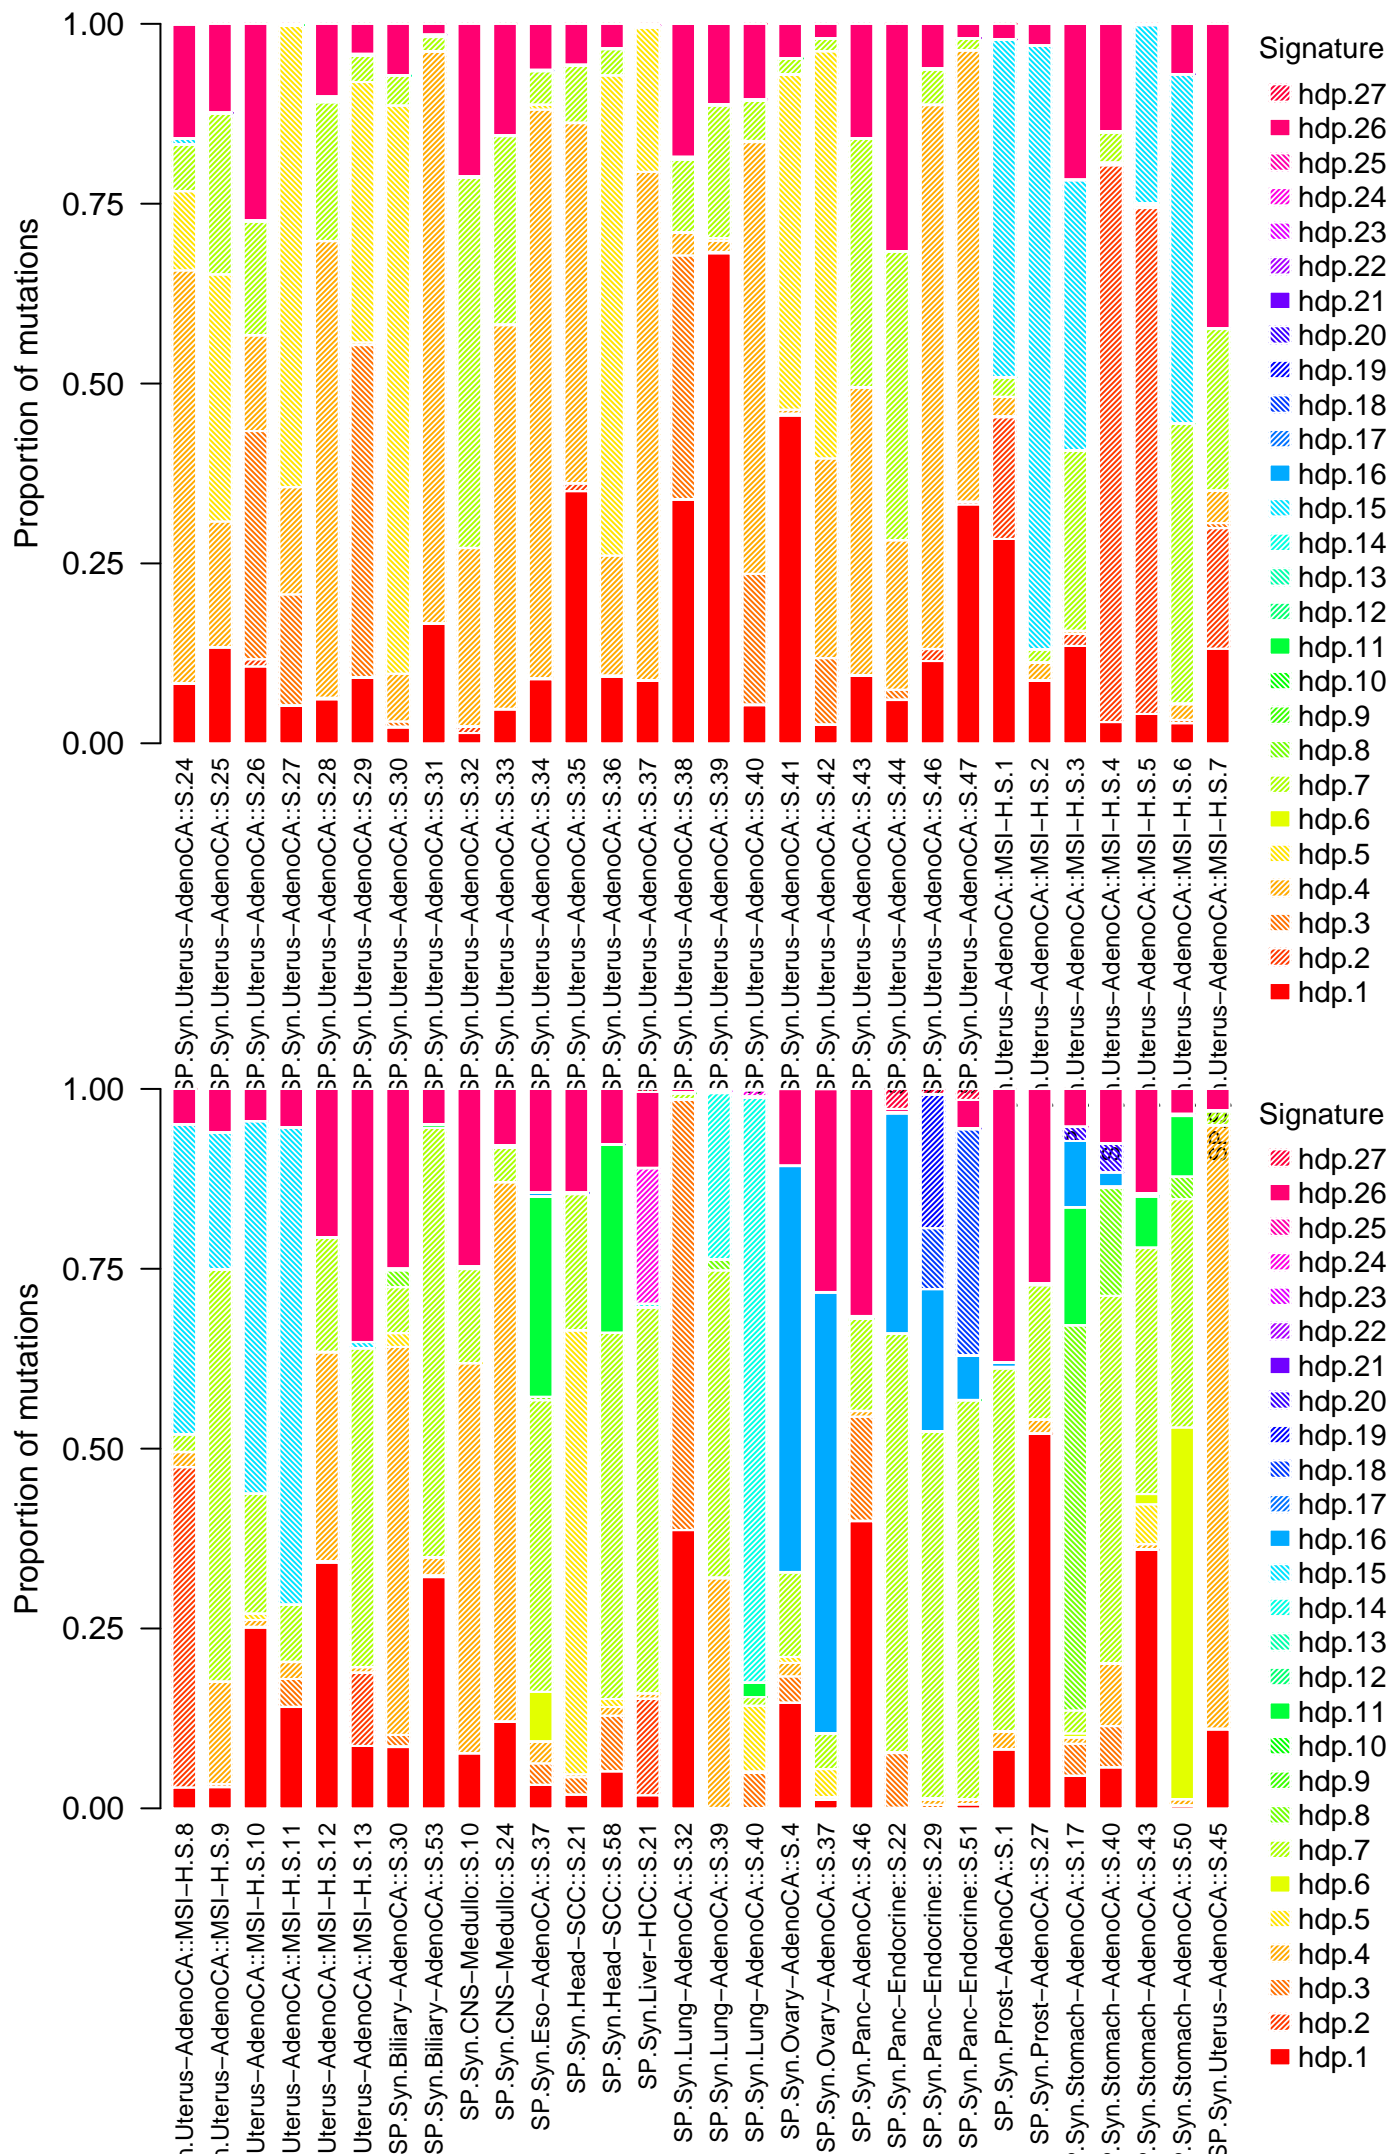 1.00
0.75
0.50
0.25
0.00
Proportion of mutations
SP.Syn.Uterus−AdenoCA::S.24
SP.Syn.Uterus−AdenoCA::S.25
SP.Syn.Uterus−AdenoCA::S.26
SP.Syn.Uterus−AdenoCA::S.27
SP.Syn.Uterus−AdenoCA::S.28
SP.Syn.Uterus−AdenoCA::S.29
SP.Syn.Uterus−AdenoCA::S.30
SP.Syn.Uterus−AdenoCA::S.31
SP.Syn.Uterus−AdenoCA::S.32
SP.Syn.Uterus−AdenoCA::S.33
SP.Syn.Uterus−AdenoCA::S.34
SP.Syn.Uterus−AdenoCA::S.35
SP.Syn.Uterus−AdenoCA::S.36
SP.Syn.Uterus−AdenoCA::S.37
SP.Syn.Uterus−AdenoCA::S.38
SP.Syn.Uterus−AdenoCA::S.39
SP.Syn.Uterus−AdenoCA::S.40
SP.Syn.Uterus−AdenoCA::S.41
SP.Syn.Uterus−AdenoCA::S.42
SP.Syn.Uterus−AdenoCA::S.43
SP.Syn.Uterus−AdenoCA::S.44
SP.Syn.Uterus−AdenoCA::S.46
SP.Syn.Uterus−AdenoCA::S.47
n.Uterus−AdenoCA::MSI−H.S.1
n.Uterus−AdenoCA::MSI−H.S.2
n.Uterus−AdenoCA::MSI−H.S.3
n.Uterus−AdenoCA::MSI−H.S.4
n.Uterus−AdenoCA::MSI−H.S.5
n.Uterus−AdenoCA::MSI−H.S.6
n.Uterus−AdenoCA::MSI−H.S.7
Signature
hdp.27
hdp.26
hdp.25
hdp.24
hdp.23
hdp.22
hdp.21
hdp.20
hdp.19
hdp.18
hdp.17
hdp.16
hdp.15
hdp.14
hdp.13
hdp.12
hdp.11
hdp.10
hdp.9
hdp.8
hdp.7
hdp.6
hdp.5
hdp.4
hdp.3
hdp.2
hdp.1
1.00
0.75
0.50
0.25
0.00
Proportion of mutations
n.Uterus−AdenoCA::MSI−H.S.8
n.Uterus−AdenoCA::MSI−H.S.9
Uterus−AdenoCA::MSI−H.S.10
Uterus−AdenoCA::MSI−H.S.11
Uterus−AdenoCA::MSI−H.S.12
Uterus−AdenoCA::MSI−H.S.13
SP.Syn.Biliary−AdenoCA::S.30
SP.Syn.Biliary−AdenoCA::S.53
SP.Syn.CNS−Medullo::S.10
SP.Syn.CNS−Medullo::S.24
SP.Syn.Eso−AdenoCA::S.37
SP.Syn.Head−SCC::S.21
SP.Syn.Head−SCC::S.58
SP.Syn.Liver−HCC::S.21
SP.Syn.Lung−AdenoCA::S.32
SP.Syn.Lung−AdenoCA::S.39
SP.Syn.Lung−AdenoCA::S.40
SP.Syn.Ovary−AdenoCA::S.4
SP.Syn.Ovary−AdenoCA::S.37
SP.Syn.Panc−AdenoCA::S.46
SP.Syn.Panc−Endocrine::S.22
SP.Syn.Panc−Endocrine::S.29
SP.Syn.Panc−Endocrine::S.51
SP.Syn.Prost−AdenoCA::S.1
SP.Syn.Prost−AdenoCA::S.27
.Syn.Stomach−AdenoCA::S.17
.Syn.Stomach−AdenoCA::S.40
.Syn.Stomach−AdenoCA::S.43
.Syn.Stomach−AdenoCA::S.50
SP.Syn.Uterus−AdenoCA::S.45
Signature
hdp.27
hdp.26
hdp.25
hdp.24
hdp.23
hdp.22
hdp.21
hdp.20
hdp.19
hdp.18
hdp.17
hdp.16
hdp.15
hdp.14
hdp.13
hdp.12
hdp.11
hdp.10
hdp.9
hdp.8
hdp.7
hdp.6
hdp.5
hdp.4
hdp.3
hdp.2
hdp.1